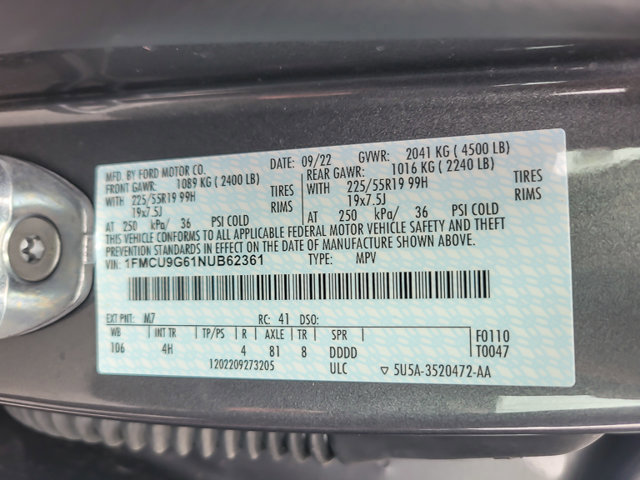 MFD. BY FORD MOTOR CO. DATE: 09/22 GVWR: 2041 KG ( 4500 LB)
FRONT GAWR: 1089 KG ( 2400 LB) REAR GAWR: 1016 KG ( 2240 LB)
WITH 225/55R19 99H TIRES WITH 225/55R19 99H TIRES
19x7.5J RIMS 19x7.5J RIMS
AT 250 kPa/ 36 PSI COLD AT 250 kPa/ 36 PSI COLD
THIS VEHICLE CONFORMS TO ALL APPLICABLE FEDERAL MOTOR VEHICLE SAFETY AND THEFT
PREVENTION STANDARDS IN EFFECT ON THE DATE OF MANUFACTURE SHOWN ABOVE.
VIN: 1FMCU9G61NUB62361 TYPE: MPV
EXT PNT: M7 RC: 41 DSO:
WB INT TR TP/PS R AXLE TR SPR F0110
106 4H 4 81 8 DDDD T0047
1202209273205 ULC ▽ 5U5A-3520472-AA